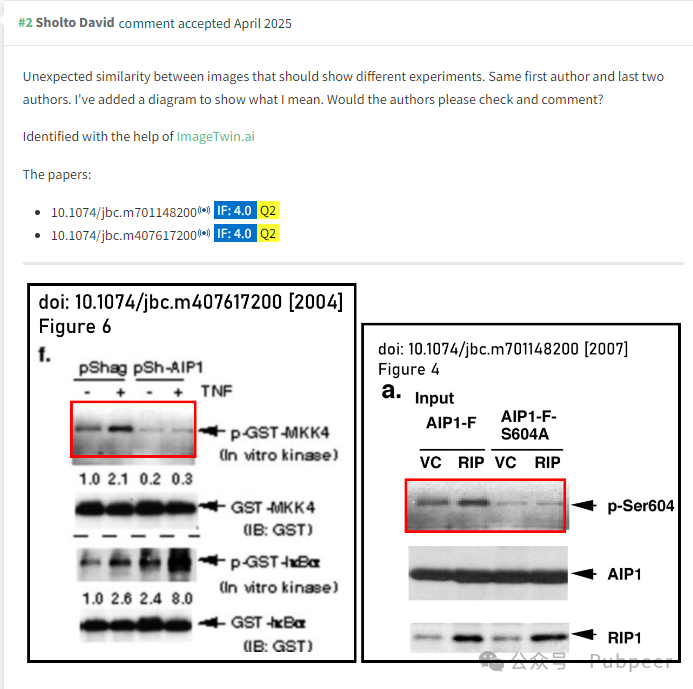 #2 Sholto David comment accepted April 2025
Unexpected similarity between images that should show different experiments. Same first author and last two
authors. I've added a diagram to show what I mean. Would the authors please check and comment?
Identified with the help of ImageTwin.ai
The papers:
• 10.1074/jbc.m701148200 IF: 4.0 Q2
• 10.1074/jbc.m407617200 IF: 4.0 Q2
doi: 10.1074/jbc.m407617200 [2004]
Figure 6
f.
pShag pSh-AIP1
- + - + TNF
p-GST-MKK4
(In vitro kinase)
1.0 2.1 0.2 0.3
GST-MKK4
(IB: GST)
p-GST-IκBα
(In vitro kinase)
1.0 2.6 2.4 8.0
GST-IκBα
(IB: GST)
doi: 10.1074/jbc.m701148200 [2007]
Figure 4
a.
Input
AIP1-F AIP1-F-
S604A
VC RIP VC RIP
p-Ser604
AIP1
RIP1
公众号 · Pubpeer